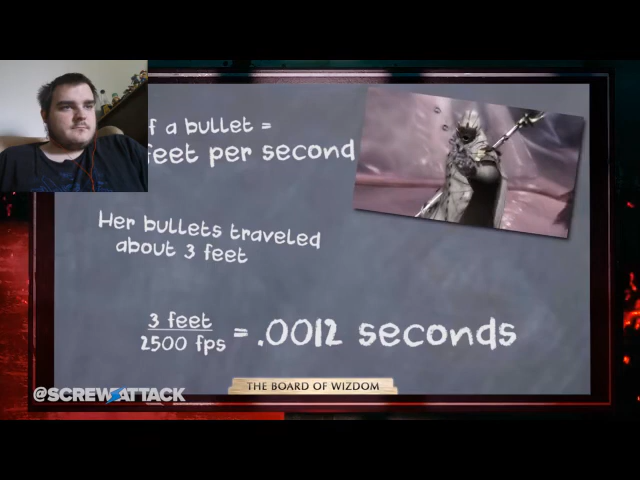 f a bullet =
feet per second
Her bullets traveled
about 3 feet
3 feet
2500 fps
= .0012 seconds
THE BOARD OF WIZDOM
@SCREWATTACK